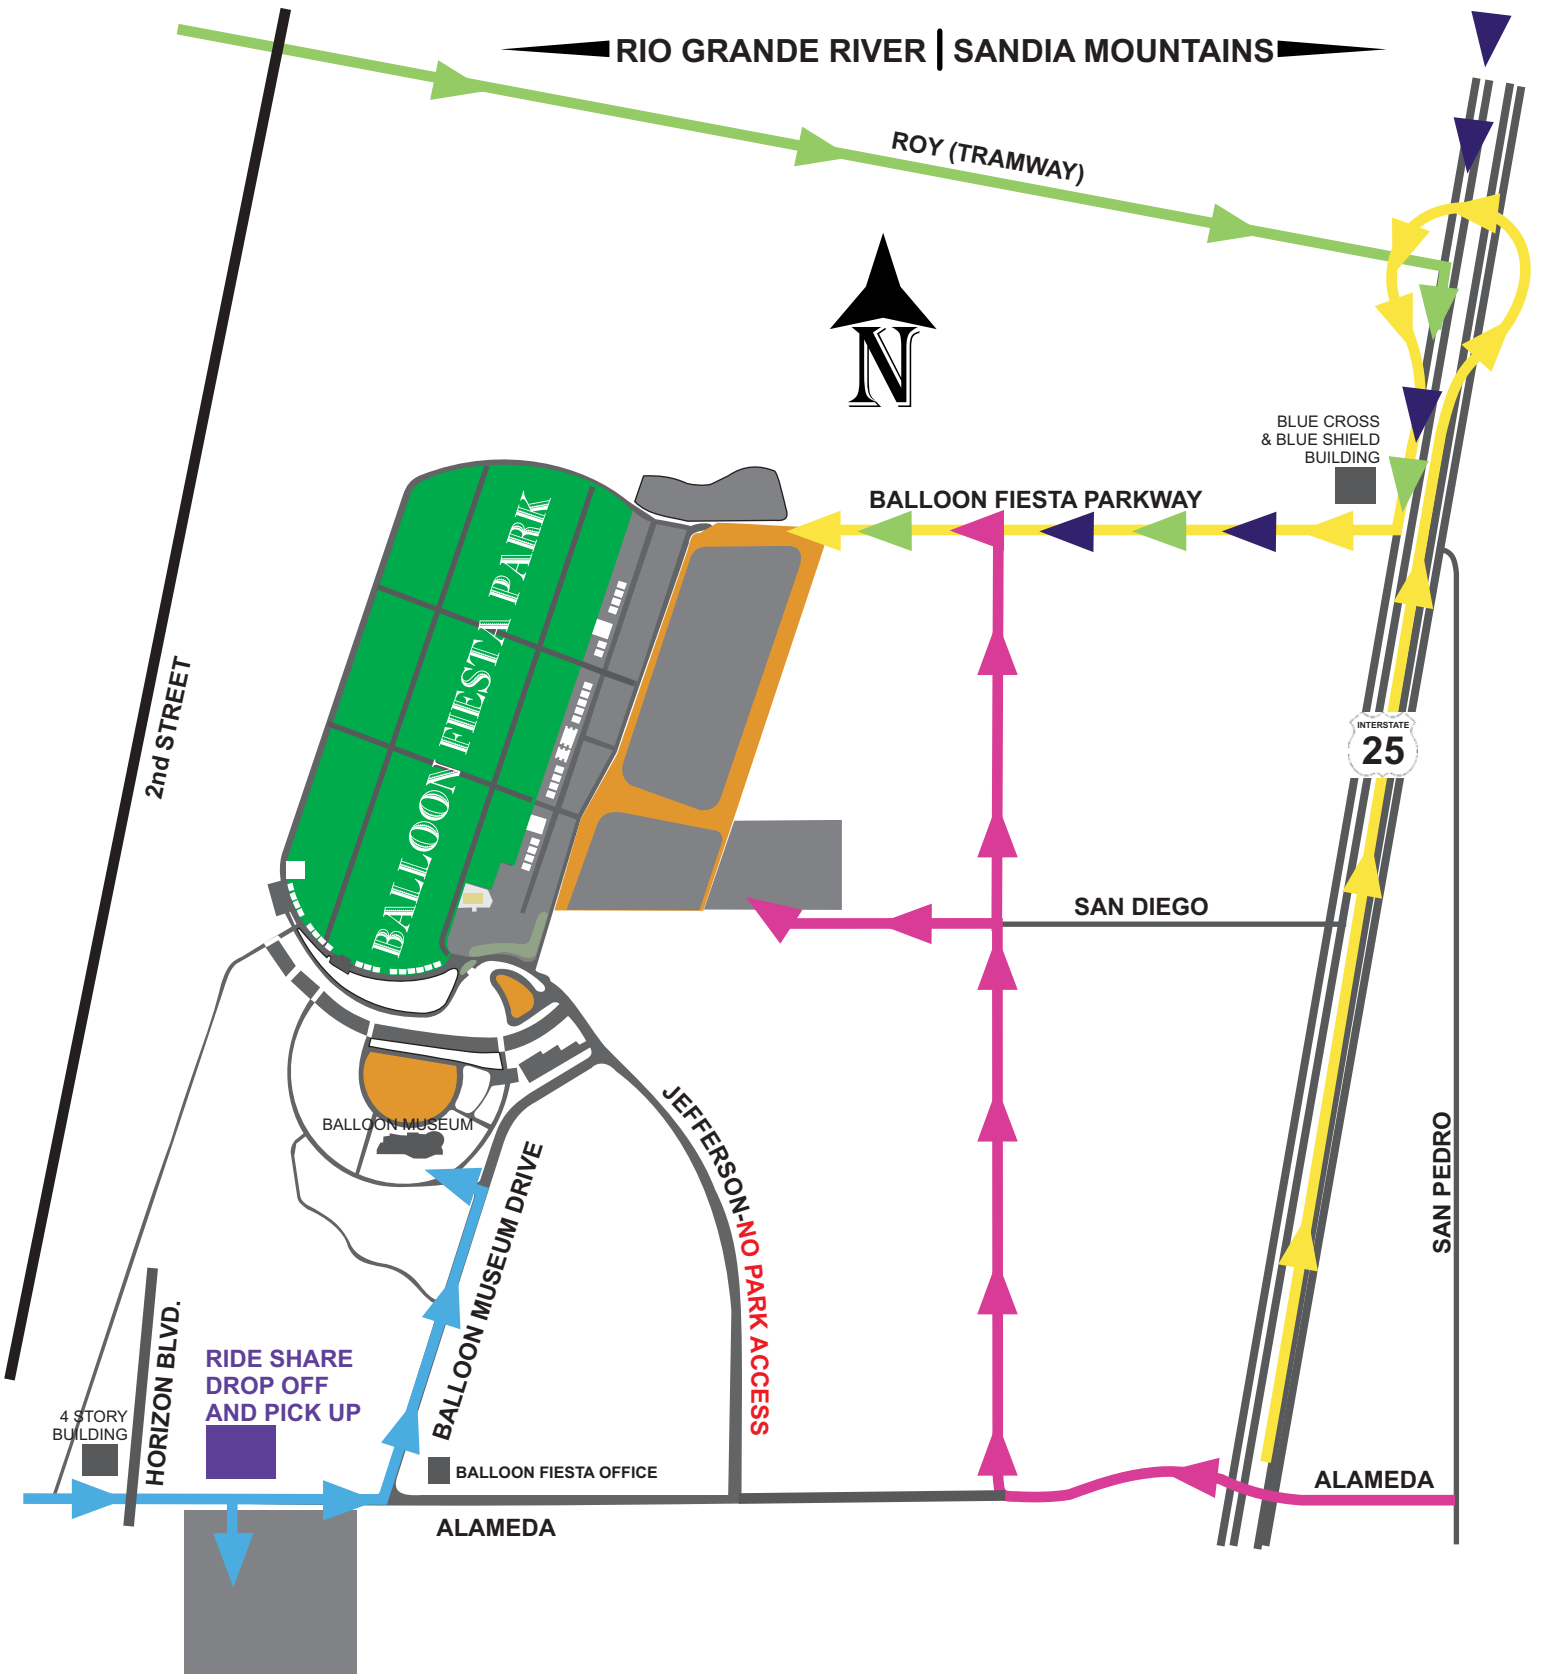 RIO GRANDE RIVER | SANDIA MOUNTAINS
ROY (TRAMWAY)
N
BLUE CROSS
& BLUE SHIELD
BUILDING
BALLOON FIESTA PARKWAY
BALLOON FIESTA PARK
2nd STREET
INTERSTATE
25
SAN DIEGO
JEFFERSON-NO PARK ACCESS
BALLOON MUSEUM
SAN PEDRO
BALLOON MUSEUM DRIVE
HORIZON BLVD.
RIDE SHARE
DROP OFF
AND PICK UP
4 STORY
BUILDING
BALLOON FIESTA OFFICE
ALAMEDA
ALAMEDA